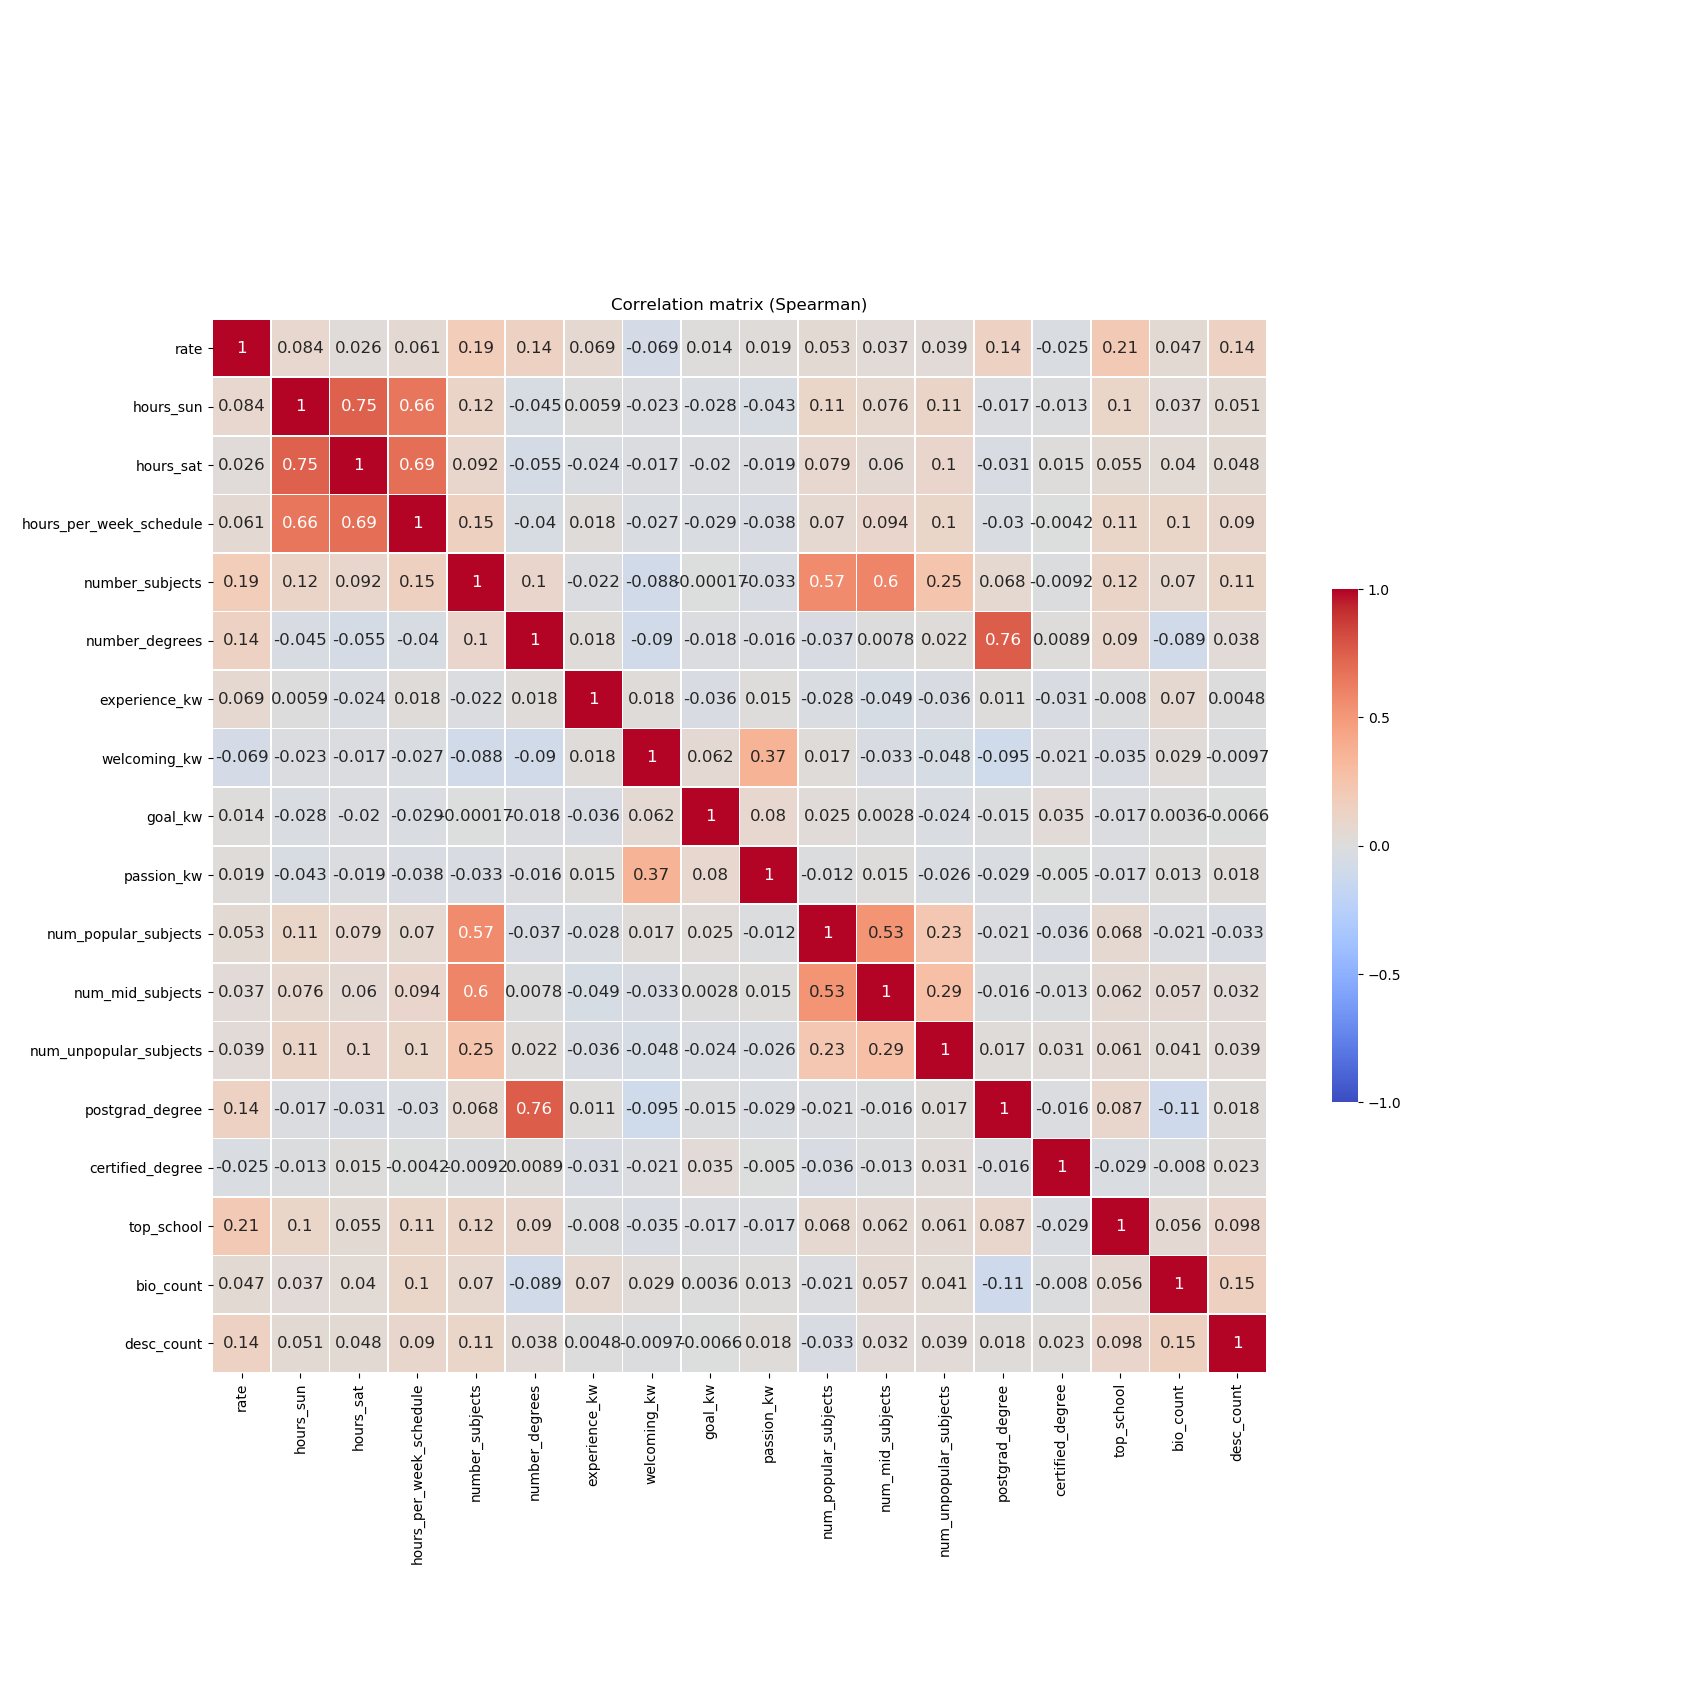 Correlation matrix (Spearman)
rate 1 0.084 0.026 0.061 0.19 0.14 0.069 -0.069 0.014 0.019 0.053 0.037 0.039 0.14 -0.025 0.21 0.047 0.14
hours_sun 0.084 1 0.75 0.66 0.12 -0.045 0.0059 -0.023 -0.028 -0.043 0.11 0.076 0.11 -0.017 -0.013 0.1 0.037 0.051
hours_sat 0.026 0.75 1 0.69 0.092 -0.055 -0.024 -0.017 -0.02 -0.019 0.079 0.06 0.1 -0.031 0.015 0.055 0.04 0.048
hours_per_week_schedule 0.061 0.66 0.69 1 0.15 -0.04 0.018 -0.027 -0.029 -0.038 0.07 0.094 0.1 -0.03 -0.0042 0.11 0.1 0.09
number_subjects 0.19 0.12 0.092 0.15 1 0.1 -0.022 -0.088 -0.00017 -0.033 0.57 0.6 0.25 0.068 -0.0092 0.12 0.07 0.11
number_degrees 0.14 -0.045 -0.055 -0.04 0.1 1 0.018 -0.09 -0.018 -0.016 -0.037 0.0078 0.022 0.76 0.0089 0.09 -0.089 0.038
experience_kw 0.069 0.0059 -0.024 0.018 -0.022 0.018 1 0.018 -0.036 0.015 -0.028 -0.049 -0.036 0.011 -0.031 -0.008 0.07 0.0048
welcoming_kw -0.069 -0.023 -0.017 -0.027 -0.088 -0.09 0.018 1 0.062 0.37 0.017 -0.033 -0.048 -0.095 -0.021 -0.035 0.029 -0.0097
goal_kw 0.014 -0.028 -0.02 -0.029 -0.00017 -0.018 -0.036 0.062 1 0.08 0.025 0.0028 -0.024 -0.015 0.035 -0.017 0.0036 -0.0066
passion_kw 0.019 -0.043 -0.019 -0.038 -0.033 -0.016 0.015 0.37 0.08 1 -0.012 0.015 -0.026 -0.029 -0.005 -0.017 0.013 0.018
num_popular_subjects 0.053 0.11 0.079 0.07 0.57 -0.037 -0.028 0.017 0.025 -0.012 1 0.53 0.23 -0.021 -0.036 0.068 -0.021 -0.033
num_mid_subjects 0.037 0.076 0.06 0.094 0.6 0.0078 -0.049 -0.033 0.0028 0.015 0.53 1 0.29 -0.016 -0.013 0.062 0.057 0.032
num_unpopular_subjects 0.039 0.11 0.1 0.1 0.25 0.022 -0.036 -0.048 -0.024 -0.026 0.23 0.29 1 0.017 0.031 0.061 0.041 0.039
postgrad_degree 0.14 -0.017 -0.031 -0.03 0.068 0.76 0.011 -0.095 -0.015 -0.029 -0.021 -0.016 0.017 1 -0.016 0.087 -0.11 0.018
certified_degree -0.025 -0.013 0.015 -0.0042 -0.0092 0.0089 -0.031 -0.021 0.035 -0.005 -0.036 -0.013 0.031 -0.016 1 -0.029 -0.008 0.023
top_school 0.21 0.1 0.055 0.11 0.12 0.09 -0.008 -0.035 -0.017 -0.017 0.068 0.062 0.061 0.087 -0.029 1 0.056 0.098
bio_count 0.047 0.037 0.04 0.1 0.07 -0.089 0.07 0.029 0.0036 0.013 -0.021 0.057 0.041 -0.11 -0.008 0.056 1 0.15
desc_count 0.14 0.051 0.048 0.09 0.11 0.038 0.0048 -0.0097 -0.0066 0.018 -0.033 0.032 0.039 0.018 0.023 0.098 0.15 1
rate
hours_sun
hours_sat
hours_per_week_schedule
number_subjects
number_degrees
experience_kw
welcoming_kw
goal_kw
passion_kw
num_popular_subjects
num_mid_subjects
num_unpopular_subjects
postgrad_degree
certified_degree
top_school
bio_count
desc_count
1.0
0.5
0.0
−0.5
−1.0